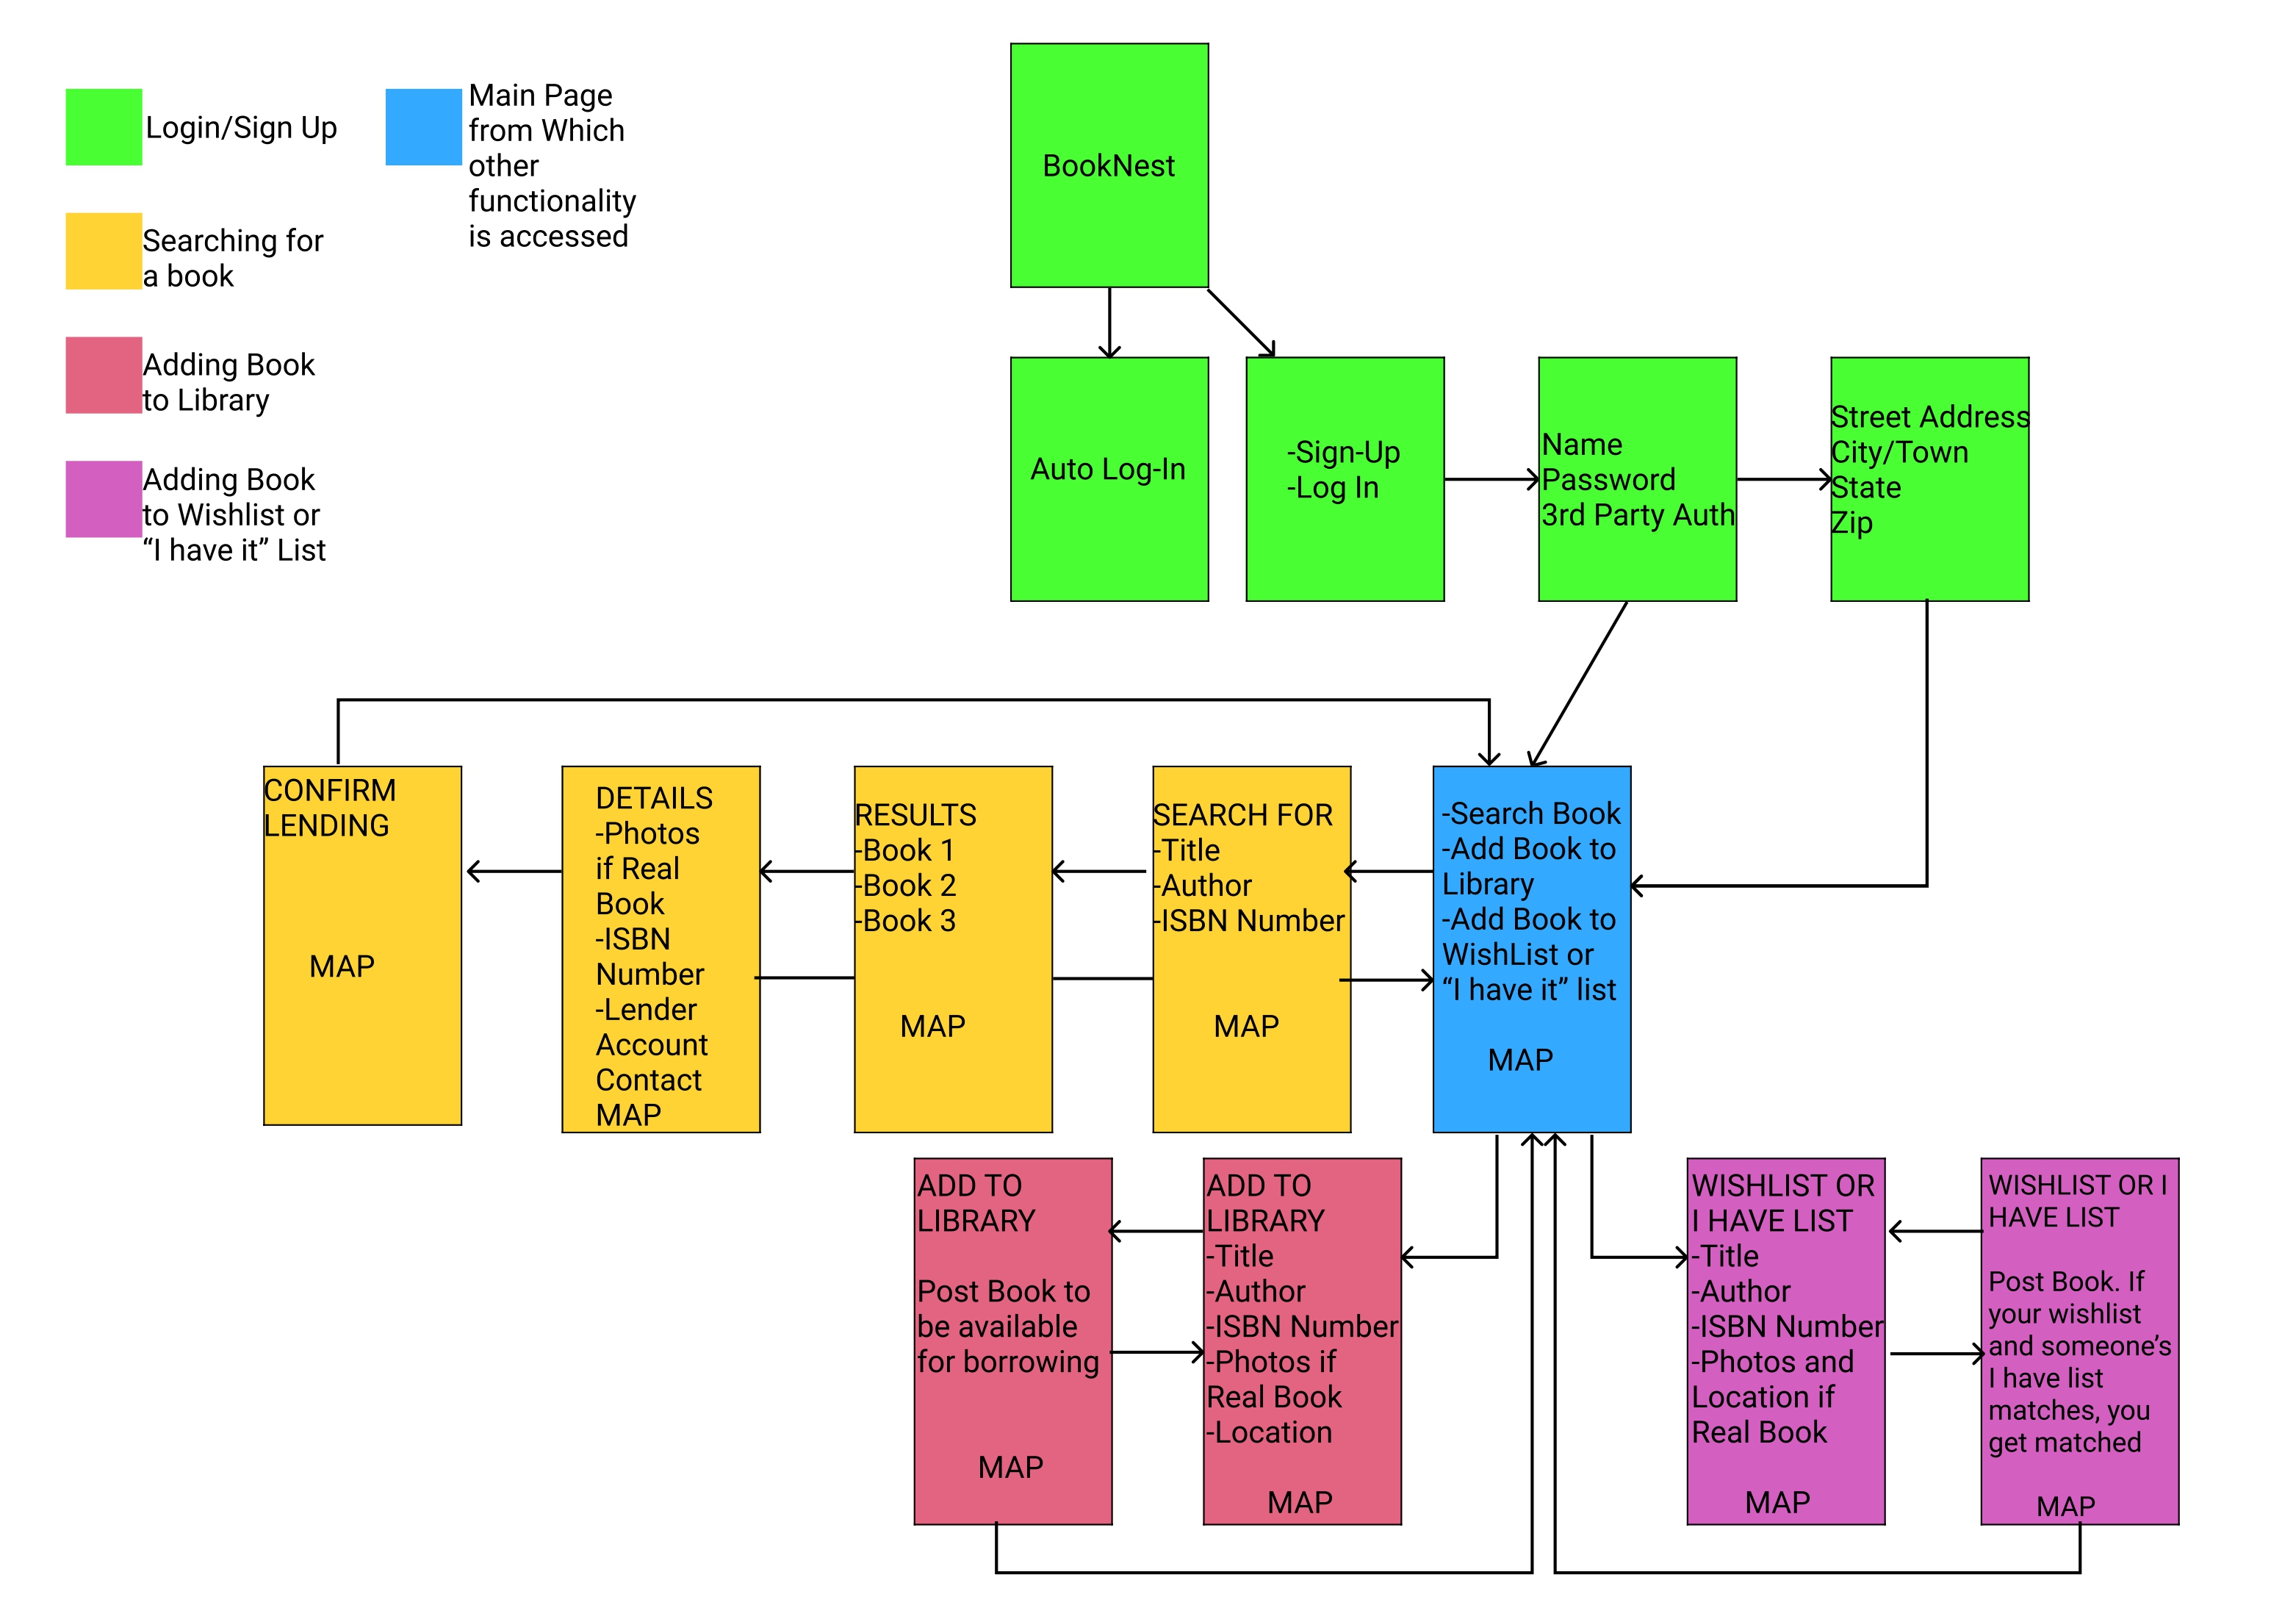 Login/Sign Up
Main Page
from Which
other
functionality
is accessed
Searching for
a book
Adding Book
to Library
Adding Book
to Wishlist or
“I have it” List
BookNest
Auto Log-In
-Sign-Up
-Log In
Name
Password
3rd Party Auth
Street Address
City/Town
State
Zip
CONFIRM
LENDING
MAP
DETAILS
-Photos
if Real
Book
-ISBN
Number
-Lender
Account
Contact
MAP
RESULTS
-Book 1
-Book 2
-Book 3
MAP
SEARCH FOR
-Title
-Author
-ISBN Number
MAP
-Search Book
-Add Book to
Library
-Add Book to
WishList or
“I have it” list
MAP
ADD TO
LIBRARY
Post Book to
be available
for borrowing
MAP
ADD TO
LIBRARY
-Title
-Author
-ISBN Number
-Photos if
Real Book
-Location
MAP
WISHLIST OR
I HAVE LIST
-Title
-Author
-ISBN Number
-Photos and
Location if
Real Book
MAP
WISHLIST OR I
HAVE LIST
Post Book. If
your wishlist
and someone’s
I have list
matches, you
get matched
MAP